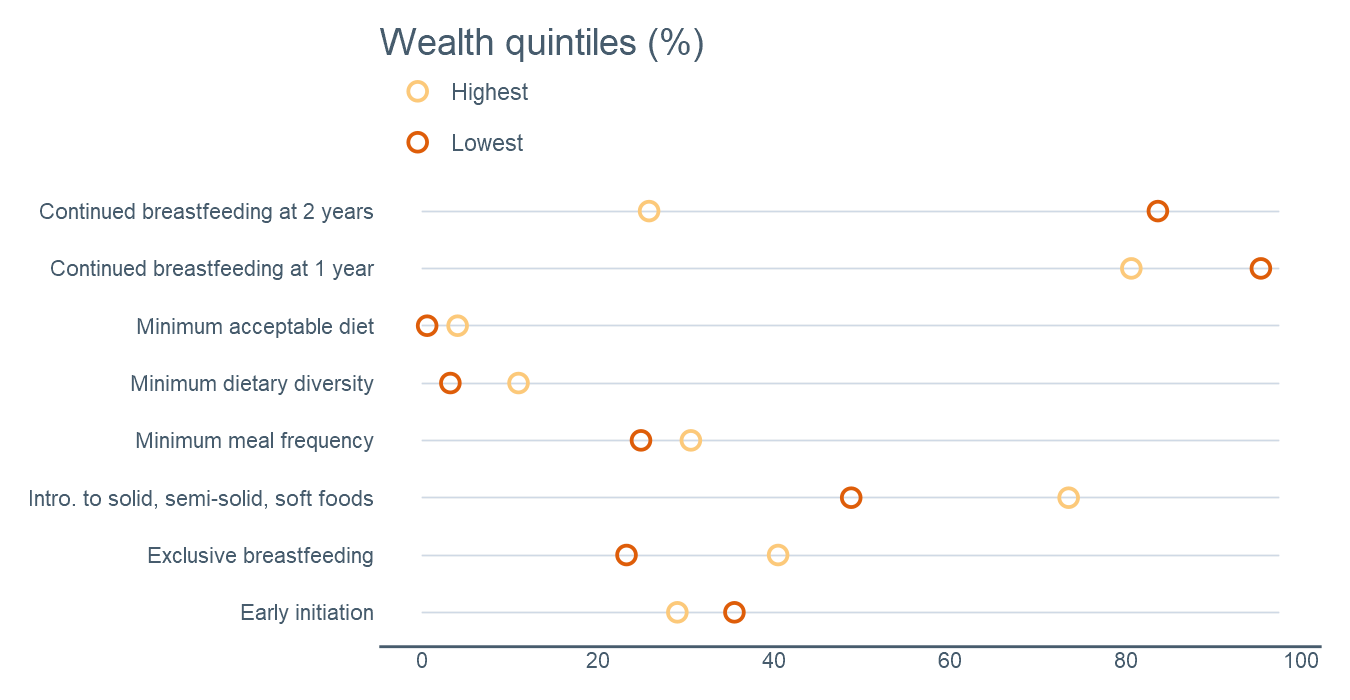 Wealth quintiles (%)
Highest
Lowest
Continued breastfeeding at 2 years
Continued breastfeeding at 1 year
Minimum acceptable diet
Minimum dietary diversity
Minimum meal frequency
Intro. to solid, semi-solid, soft foods
Exclusive breastfeeding
Early initiation
0 20 40 60 80 100